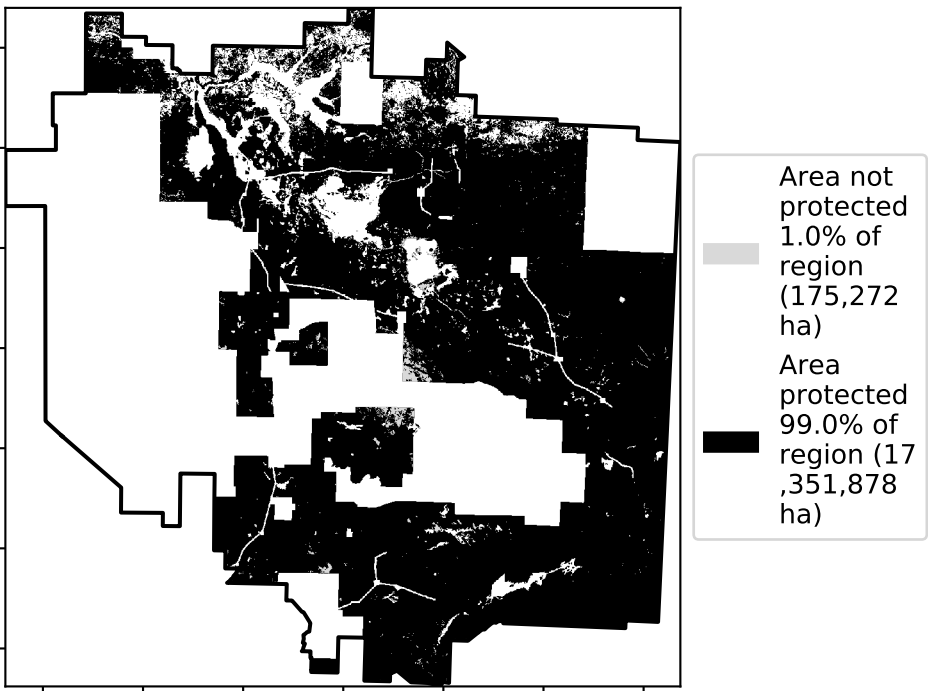 Area not
protected
1.0% of
region
(175,272
ha)
Area
protected
99.0% of
region (17
,351,878
ha)